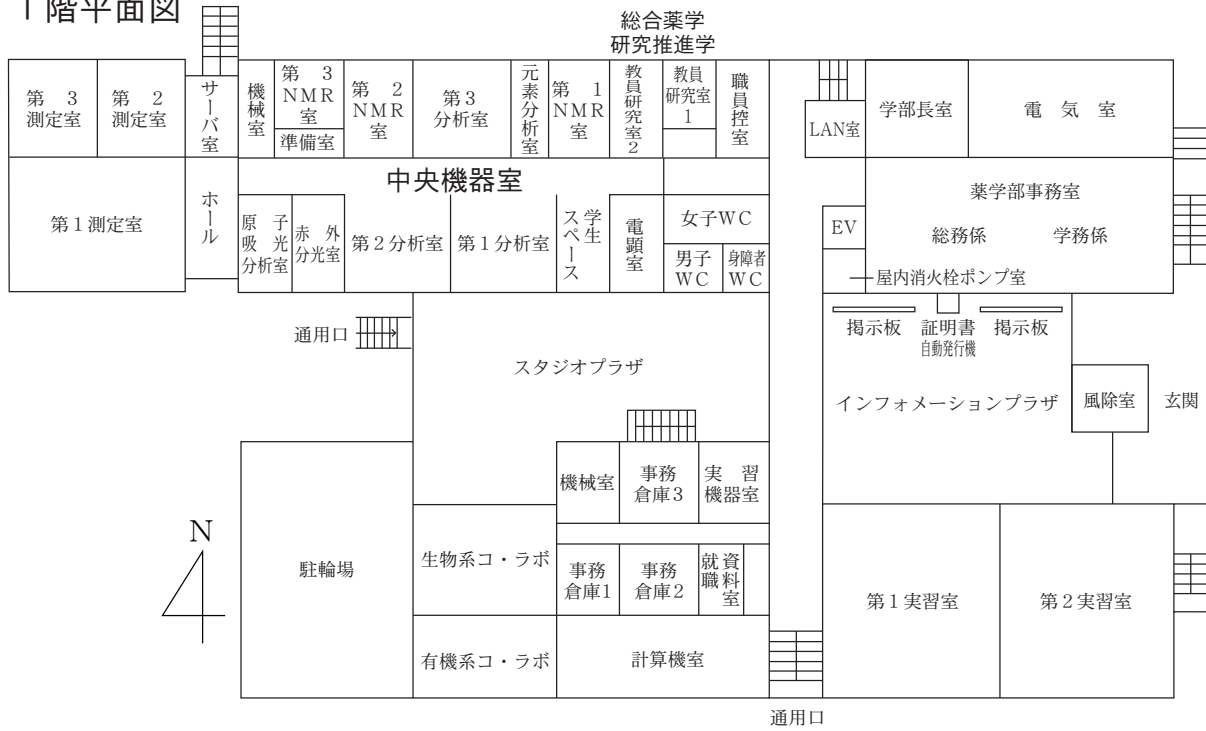 1階平面図
総合薬学
研究推進学
第３
測定室
第２
測定室
サーバ室
機械室
第３
NMR
室
準備室
第２
NMR
室
第３
分析室
元素分析室
第１
NMR
室
教員研究室２
教員
研究室
1
職員控室
LAN室
学部長室
電気室
中央機器室
第１測定室
ホール
原子
吸光
分析室
赤外
分光室
第２分析室
第１分析室
学生
スペース
電顕室
女子WC
男子
WC
身障者
WC
EV
薬学部事務室
総務係
学務係
屋内消火栓ポンプ室
通用口
スタジオプラザ
掲示板
証明書
自動発行機
掲示板
インフォメーションプラザ
風除室
玄関
機械室
事務
倉庫3
実習
機器室
N
駐輪場
生物系コ・ラボ
事務
倉庫1
事務
倉庫2
就職
資料室
第１実習室
第２実習室
有機系コ・ラボ
計算機室
通用口